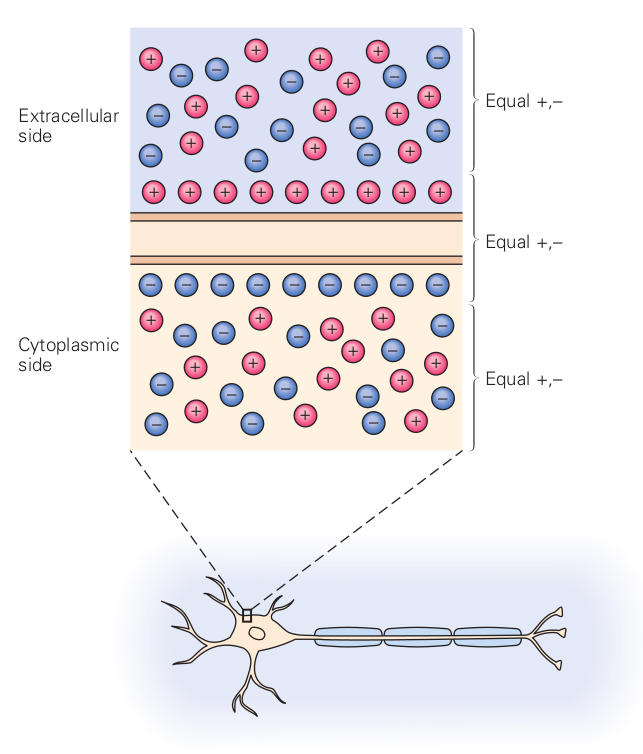 Equal +,–
Extracellular
side
Equal +,–
Cytoplasmic
side
Equal +,–